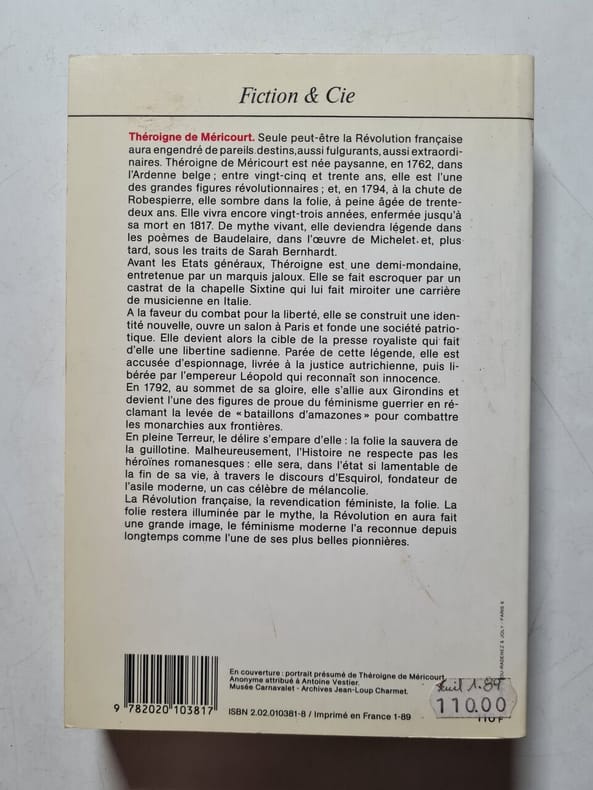 Fiction & Cie
Théroigne de Méricourt. Seule peut-être la Révolution française
aura engendré de pareils destins, aussi fulgurants, aussi extraordi-
naires. Théroigne de Méricourt est née paysanne, en 1762, dans
l'Ardenne belge ; entre vingt-cinq et trente ans, elle est l'une
des grandes figures révolutionnaires ; et, en 1794, à la chute de
Robespierre, elle sombre dans la folie, à peine âgée de trente-
deux ans. Elle vivra encore vingt-trois années, enfermée jusqu'à
sa mort en 1817. De mythe vivant, elle deviendra légende dans
les poèmes de Baudelaire, dans l'œuvre de Michelet et, plus
tard, sous les traits de Sarah Bernhardt.
Avant les Etats généraux, Théroigne est une demi-mondaine,
entretenue par un marquis jaloux. Elle se fait escroquer par un
castrat de la chapelle Sixtine qui lui fait miroiter une carrière
de musicienne en Italie.
A la faveur du combat pour la liberté, elle se construit une iden-
tité nouvelle, ouvre un salon à Paris et fonde une société patrio-
tique. Elle devient alors la cible de la presse royaliste qui fait
d'elle une libertine sadienne. Parée de cette légende, elle est
accusée d'espionnage, livrée à la justice autrichienne, puis li-
bérée par l'empereur Léopold qui reconnaît son innocence.
En 1792, au sommet de sa gloire, elle s'allie aux Girondins et
devient l'une des figures de proue du féminisme guerrier en ré-
clamant la levée de « bataillons d'amazones » pour combattre
les monarchies aux frontières.
En pleine Terreur, le délire s'empare d'elle : la folie la sauvera de
la guillotine. Malheureusement, l'Histoire ne respecte pas les
héroïnes romanesques : elle sera, dans l'état si lamentable de
la fin de sa vie, à travers le discours d'Esquirol, fondateur de
l'asile moderne, un cas célèbre de mélancolie.
La Révolution française, la revendication féministe, la folie. La
folie restera illuminée par le mythe, la Révolution en aura fait
une grande image, le féminisme moderne l'a reconnue depuis
longtemps comme l'une de ses plus belles pionnières.
En couverture : portrait présumé de Théroigne de Méricourt.
Anonyme attribué à Antoine Vestier.
Musée Carnavalet - Archives Jean-Loup Charmet.
9 782020 103817
ISBN 2.02.010381-8 / Imprimé en France 1-89
Seuil 1.89
110.00
110 F
& JOLY - PARIS 6